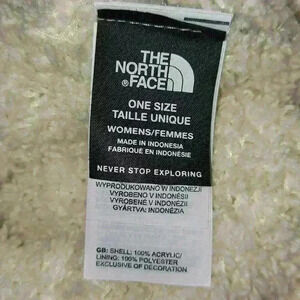 THE
NORTH
FACE
®
ONE SIZE
TAILLE UNIQUE
WOMENS/FEMMES
MADE IN INDONESIA
FABRIQUÉ EN INDONÉSIE
NEVER STOP EXPLORING
WYPRODUKOWANO W INDONEZJI
VYROBENO V INDONÉSII
VYROBENÉ V INDONÉZII
GYÁRTVA: INDONÉZIA
GB: SHELL: 100% ACRYLIC/
LINING: 100% POLYESTER
EXCLUSIVE OF DECORATION